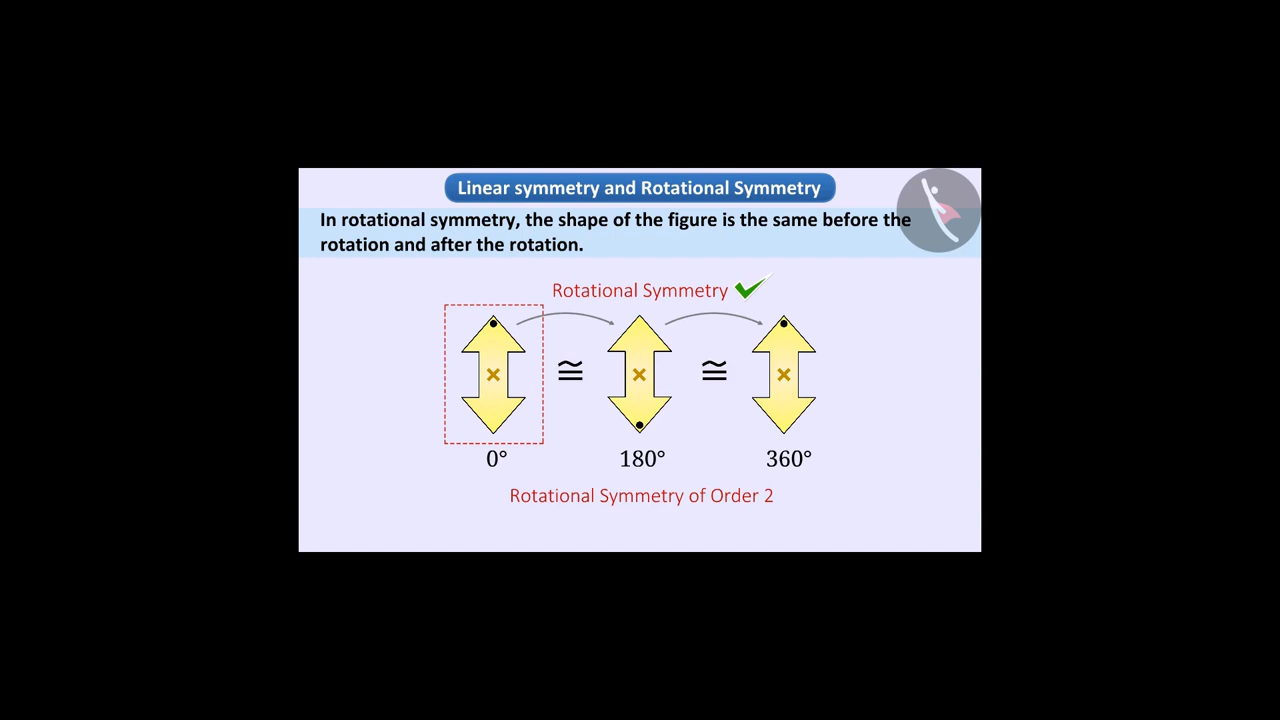 Linear symmetry and Rotational Symmetry
In rotational symmetry, the shape of the figure is the same before the
rotation and after the rotation.
Rotational Symmetry
≅ ≅
0° 180° 360°
Rotational Symmetry of Order 2